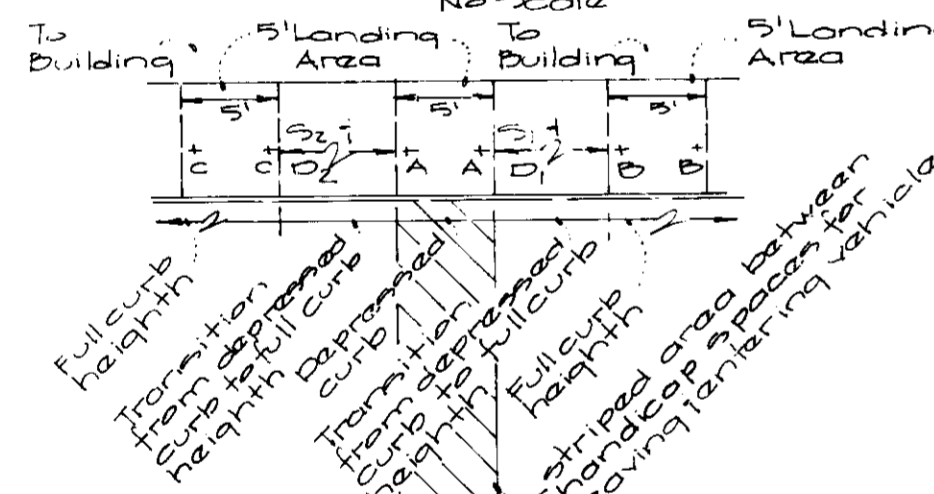 No Scale
To Building
5' Landing Area
To Building
5' Landin
Area
5'
5'
5'
S2
S1
C C D2 A A D1 B B
Full curb
heighth
Transition
from depressed
curb to full curb
heighth
Depressed
curb
Transition
from depressed
curb to full curb
heighth
Full curb
heighth
striped area between
handicap spaces for
leaving/entering vehicle